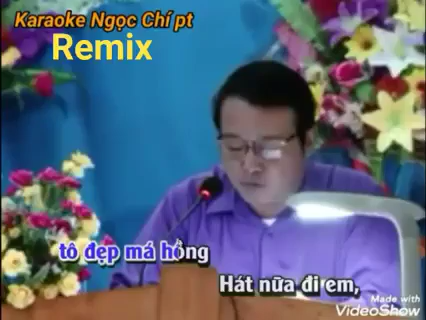 Karaoke Ngọc Chí pt
Remix
tô đẹp má hồng
Hát nữa đi em,
Made with
VideoShow